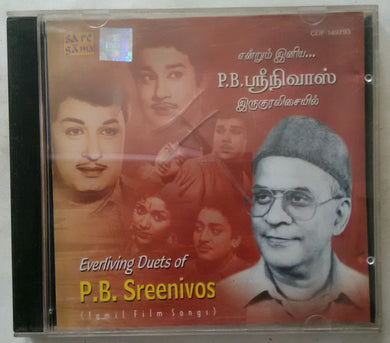 sa re
ga ma
CDF 149793
என்றும் இனிய...
P.B. ஸ்ரீநிவாஸ்
இருகுரலிசையில்
Everliving Duets of
P.B. Sreenivos
(Tamil Film Songs)